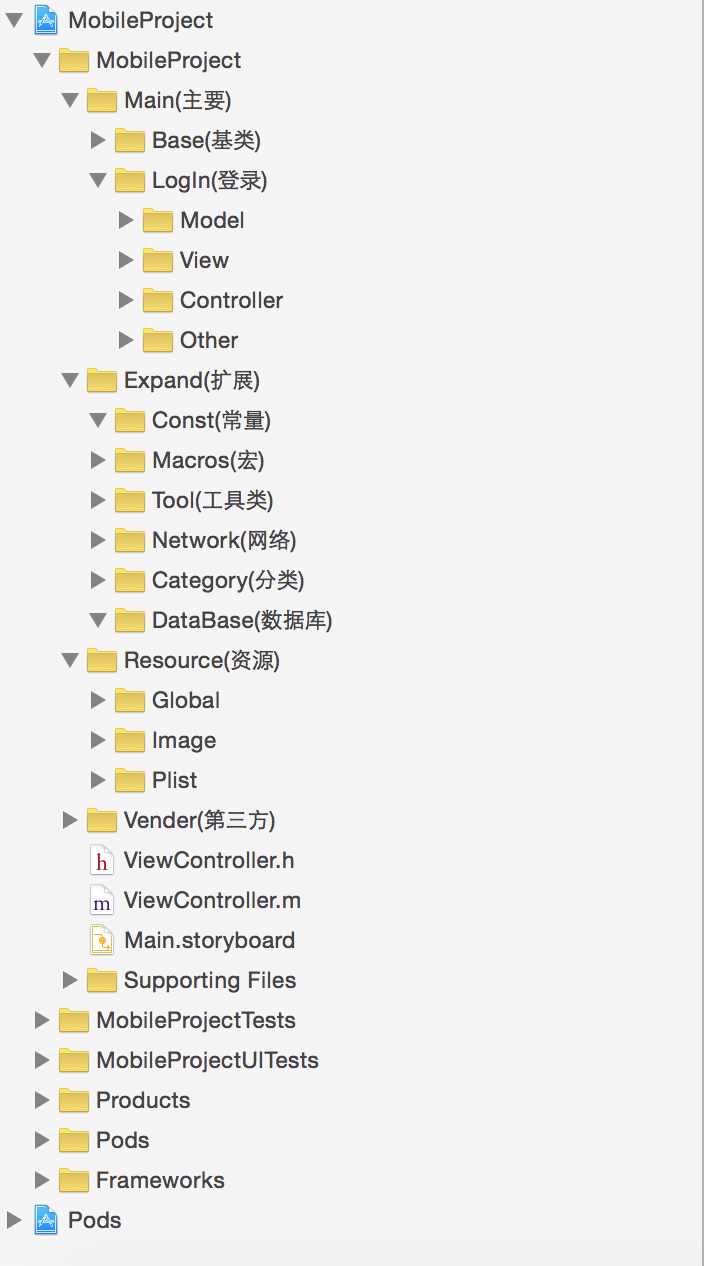 MobileProject
MobileProject
Main(主要)
Base(基类)
LogIn(登录)
Model
View
Controller
Other
Expand(扩展)
Const(常量)
Macros(宏)
Tool(工具类)
Network(网络)
Category(分类)
DataBase(数据库)
Resource(资源)
Global
Image
Plist
Vender(第三方)
h ViewController.h
m ViewController.m
Main.storyboard
Supporting Files
MobileProjectTests
MobileProjectUITests
Products
Pods
Frameworks
Pods